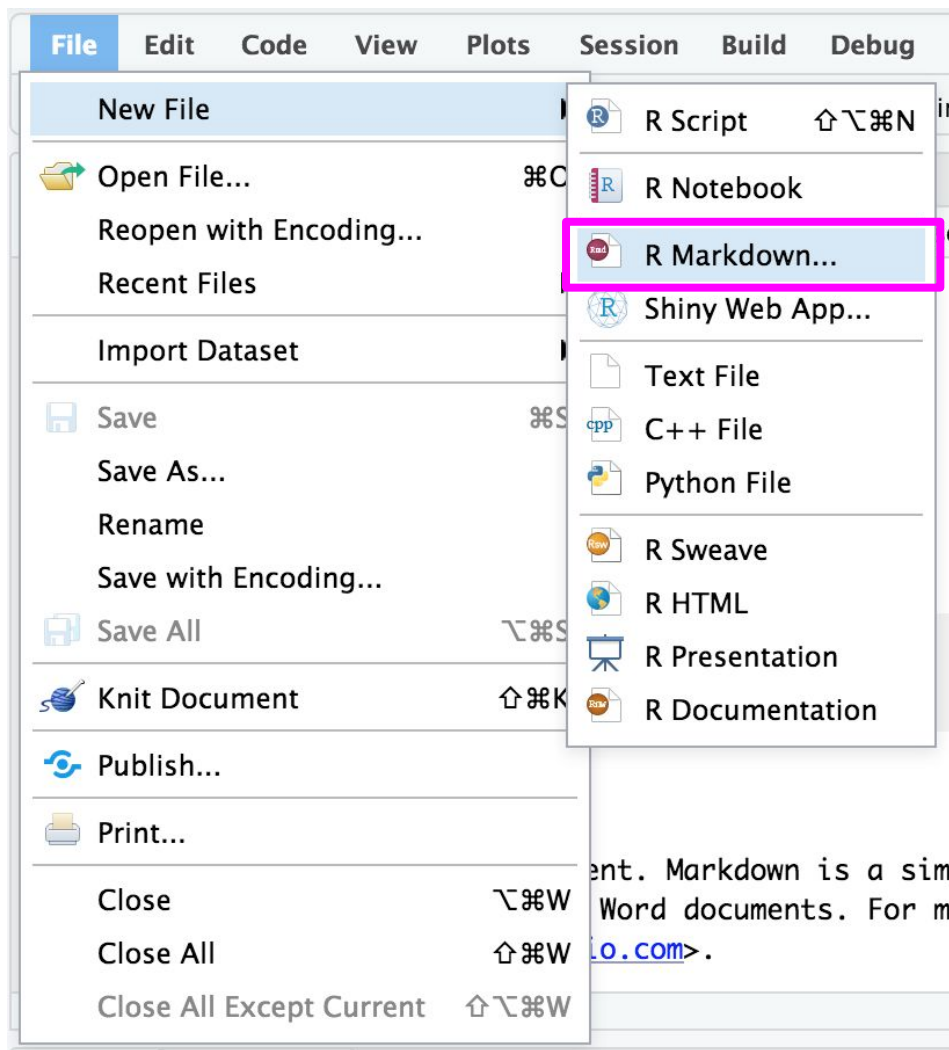 File Edit Code View Plots Session Build Debug
New File
Open File... ⌘O
Reopen with Encoding...
Recent Files
Import Dataset
Save ⌘S
Save As...
Rename
Save with Encoding...
Save All ⌥⌘S
Knit Document ⇧⌘K
Publish...
Print...
Close ⌥⌘W
Close All ⇧⌘W
Close All Except Current ⇧⌥⌘W
R Script ⇧⌥⌘N
R Notebook
R Markdown...
Shiny Web App...
Text File
C++ File
Python File
R Sweave
R HTML
R Presentation
R Documentation
ent. Markdown is a sim
Word documents. For m
io.com>.